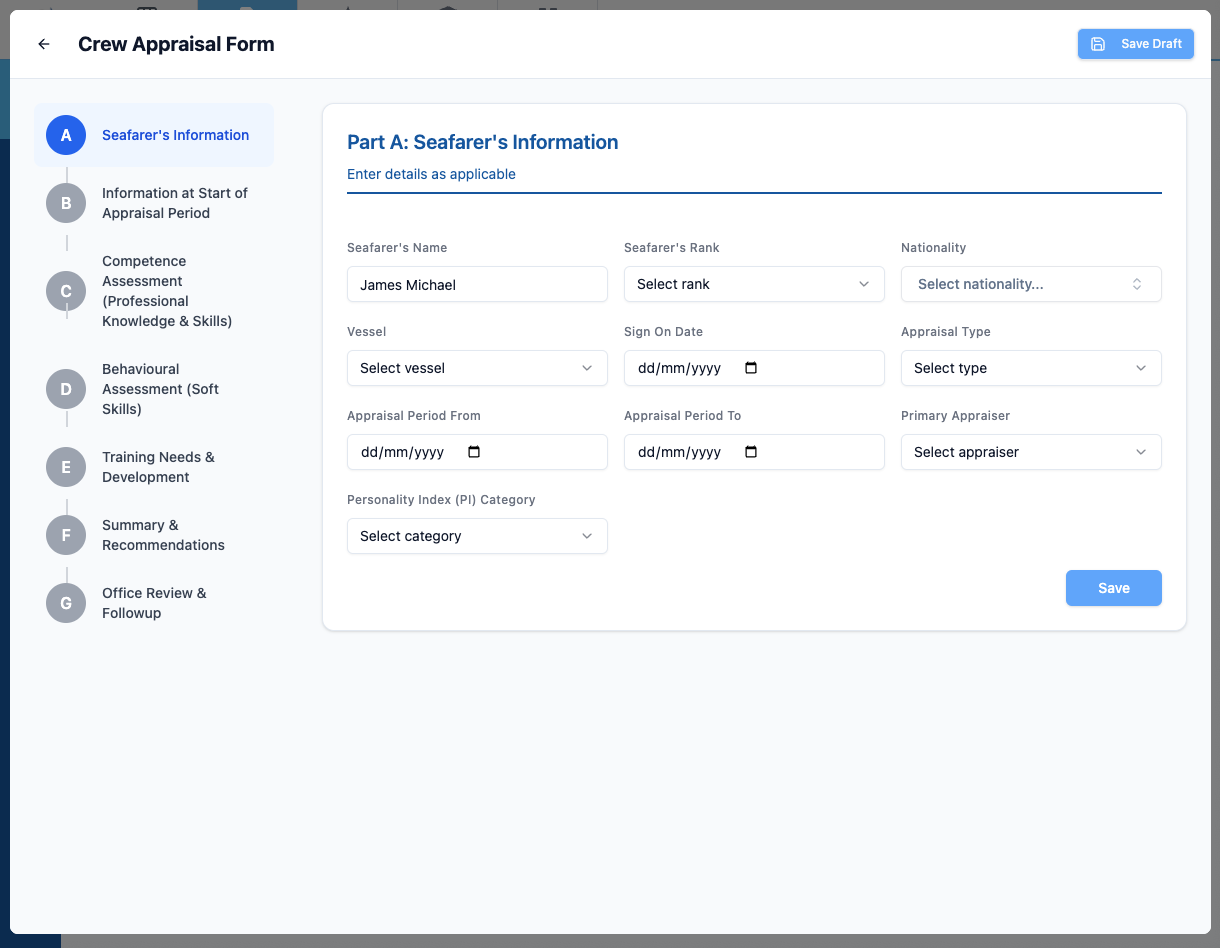 Crew Appraisal Form
Save Draft
A
Seafarer's Information
B
Information at Start of
Appraisal Period
C
Competence
Assessment
(Professional
Knowledge & Skills)
D
Behavioural
Assessment (Soft
Skills)
E
Training Needs &
Development
F
Summary &
Recommendations
G
Office Review &
Followup
Part A: Seafarer's Information
Enter details as applicable
Seafarer's Name
James Michael
Seafarer's Rank
Select rank
Nationality
Select nationality...
Vessel
Select vessel
Sign On Date
dd/mm/yyyy
Appraisal Type
Select type
Appraisal Period From
dd/mm/yyyy
Appraisal Period To
dd/mm/yyyy
Primary Appraiser
Select appraiser
Personality Index (PI) Category
Select category
Save